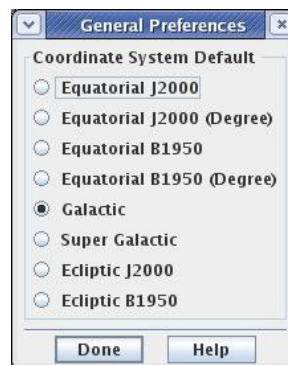 General Preferences
Coordinate System Default
Equatorial J2000
Equatorial J2000 (Degree)
Equatorial B1950
Equatorial B1950 (Degree)
Galactic
Super Galactic
Ecliptic J2000
Ecliptic B1950
Done Help